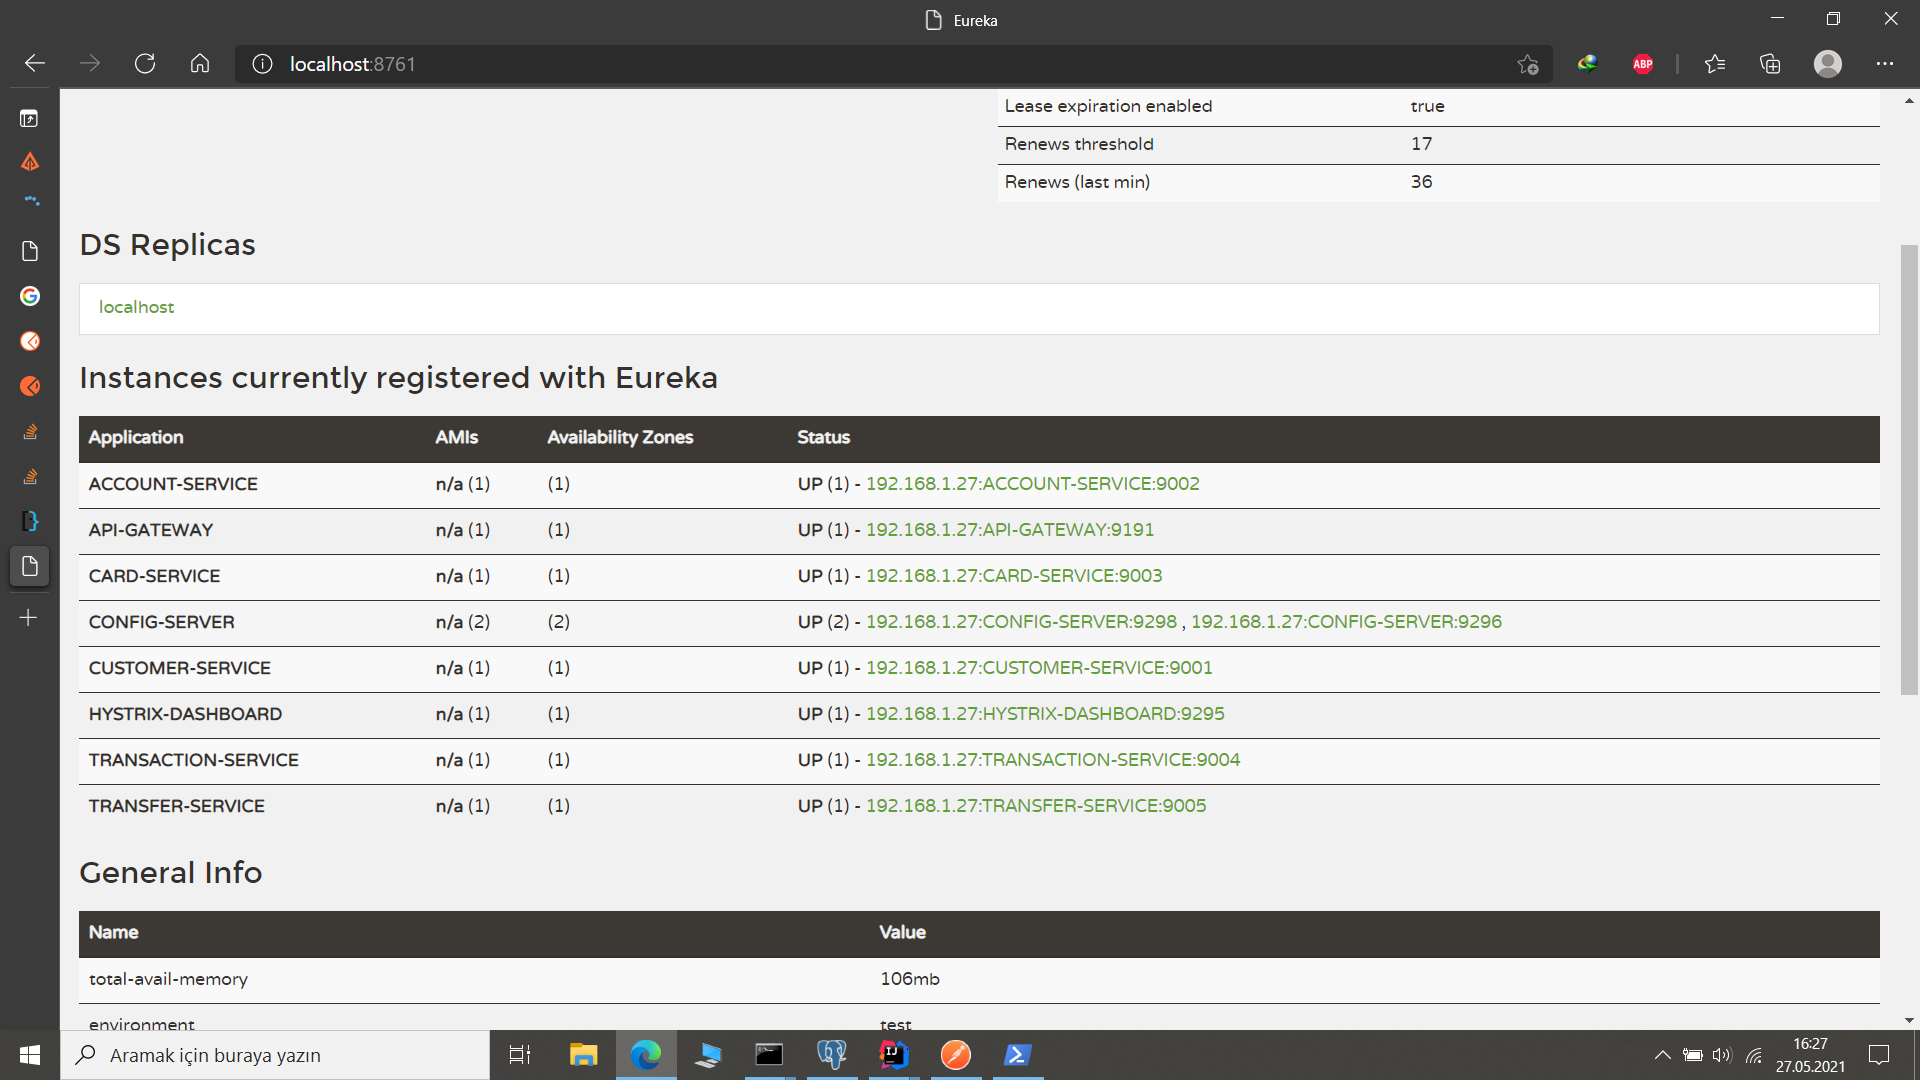 Eureka
localhost:8761
ABP
Lease expiration enabled true
Renews threshold 17
Renews (last min) 36
DS Replicas
localhost
Instances currently registered with Eureka
Application AMIs Availability Zones Status
ACCOUNT-SERVICE n/a (1) (1) UP (1) - 192.168.1.27:ACCOUNT-SERVICE:9002
API-GATEWAY n/a (1) (1) UP (1) - 192.168.1.27:API-GATEWAY:9191
CARD-SERVICE n/a (1) (1) UP (1) - 192.168.1.27:CARD-SERVICE:9003
CONFIG-SERVER n/a (2) (2) UP (2) - 192.168.1.27:CONFIG-SERVER:9298 , 192.168.1.27:CONFIG-SERVER:9296
CUSTOMER-SERVICE n/a (1) (1) UP (1) - 192.168.1.27:CUSTOMER-SERVICE:9001
HYSTRIX-DASHBOARD n/a (1) (1) UP (1) - 192.168.1.27:HYSTRIX-DASHBOARD:9295
TRANSACTION-SERVICE n/a (1) (1) UP (1) - 192.168.1.27:TRANSACTION-SERVICE:9004
TRANSFER-SERVICE n/a (1) (1) UP (1) - 192.168.1.27:TRANSFER-SERVICE:9005
General Info
Name Value
total-avail-memory 106mb
environment test
Aramak için buraya yazın
IJ
16:27
27.05.2021